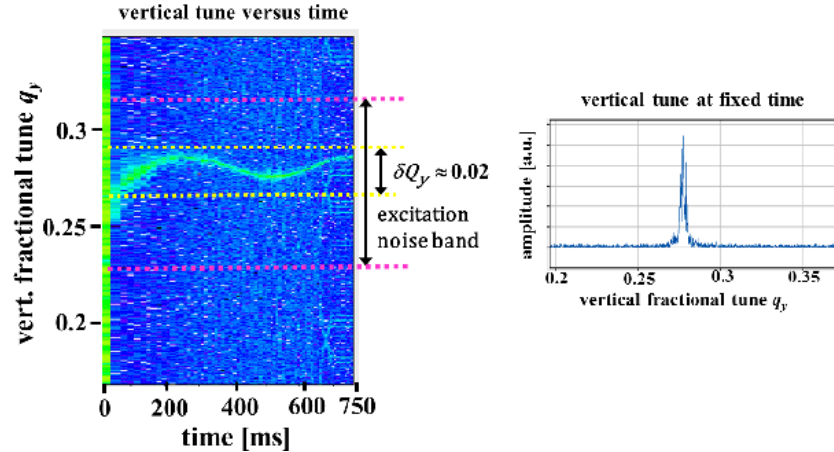 vertical tune versus time
vert. fractional tune q_y
0.3
0.25
0.2
0
200
400
600
750
time [ms]
δQ_y ≈ 0.02
excitation
noise band
vertical tune at fixed time
amplitude [a.u.]
0.2
0.25
0.3
0.35
vertical fractional tune q_y